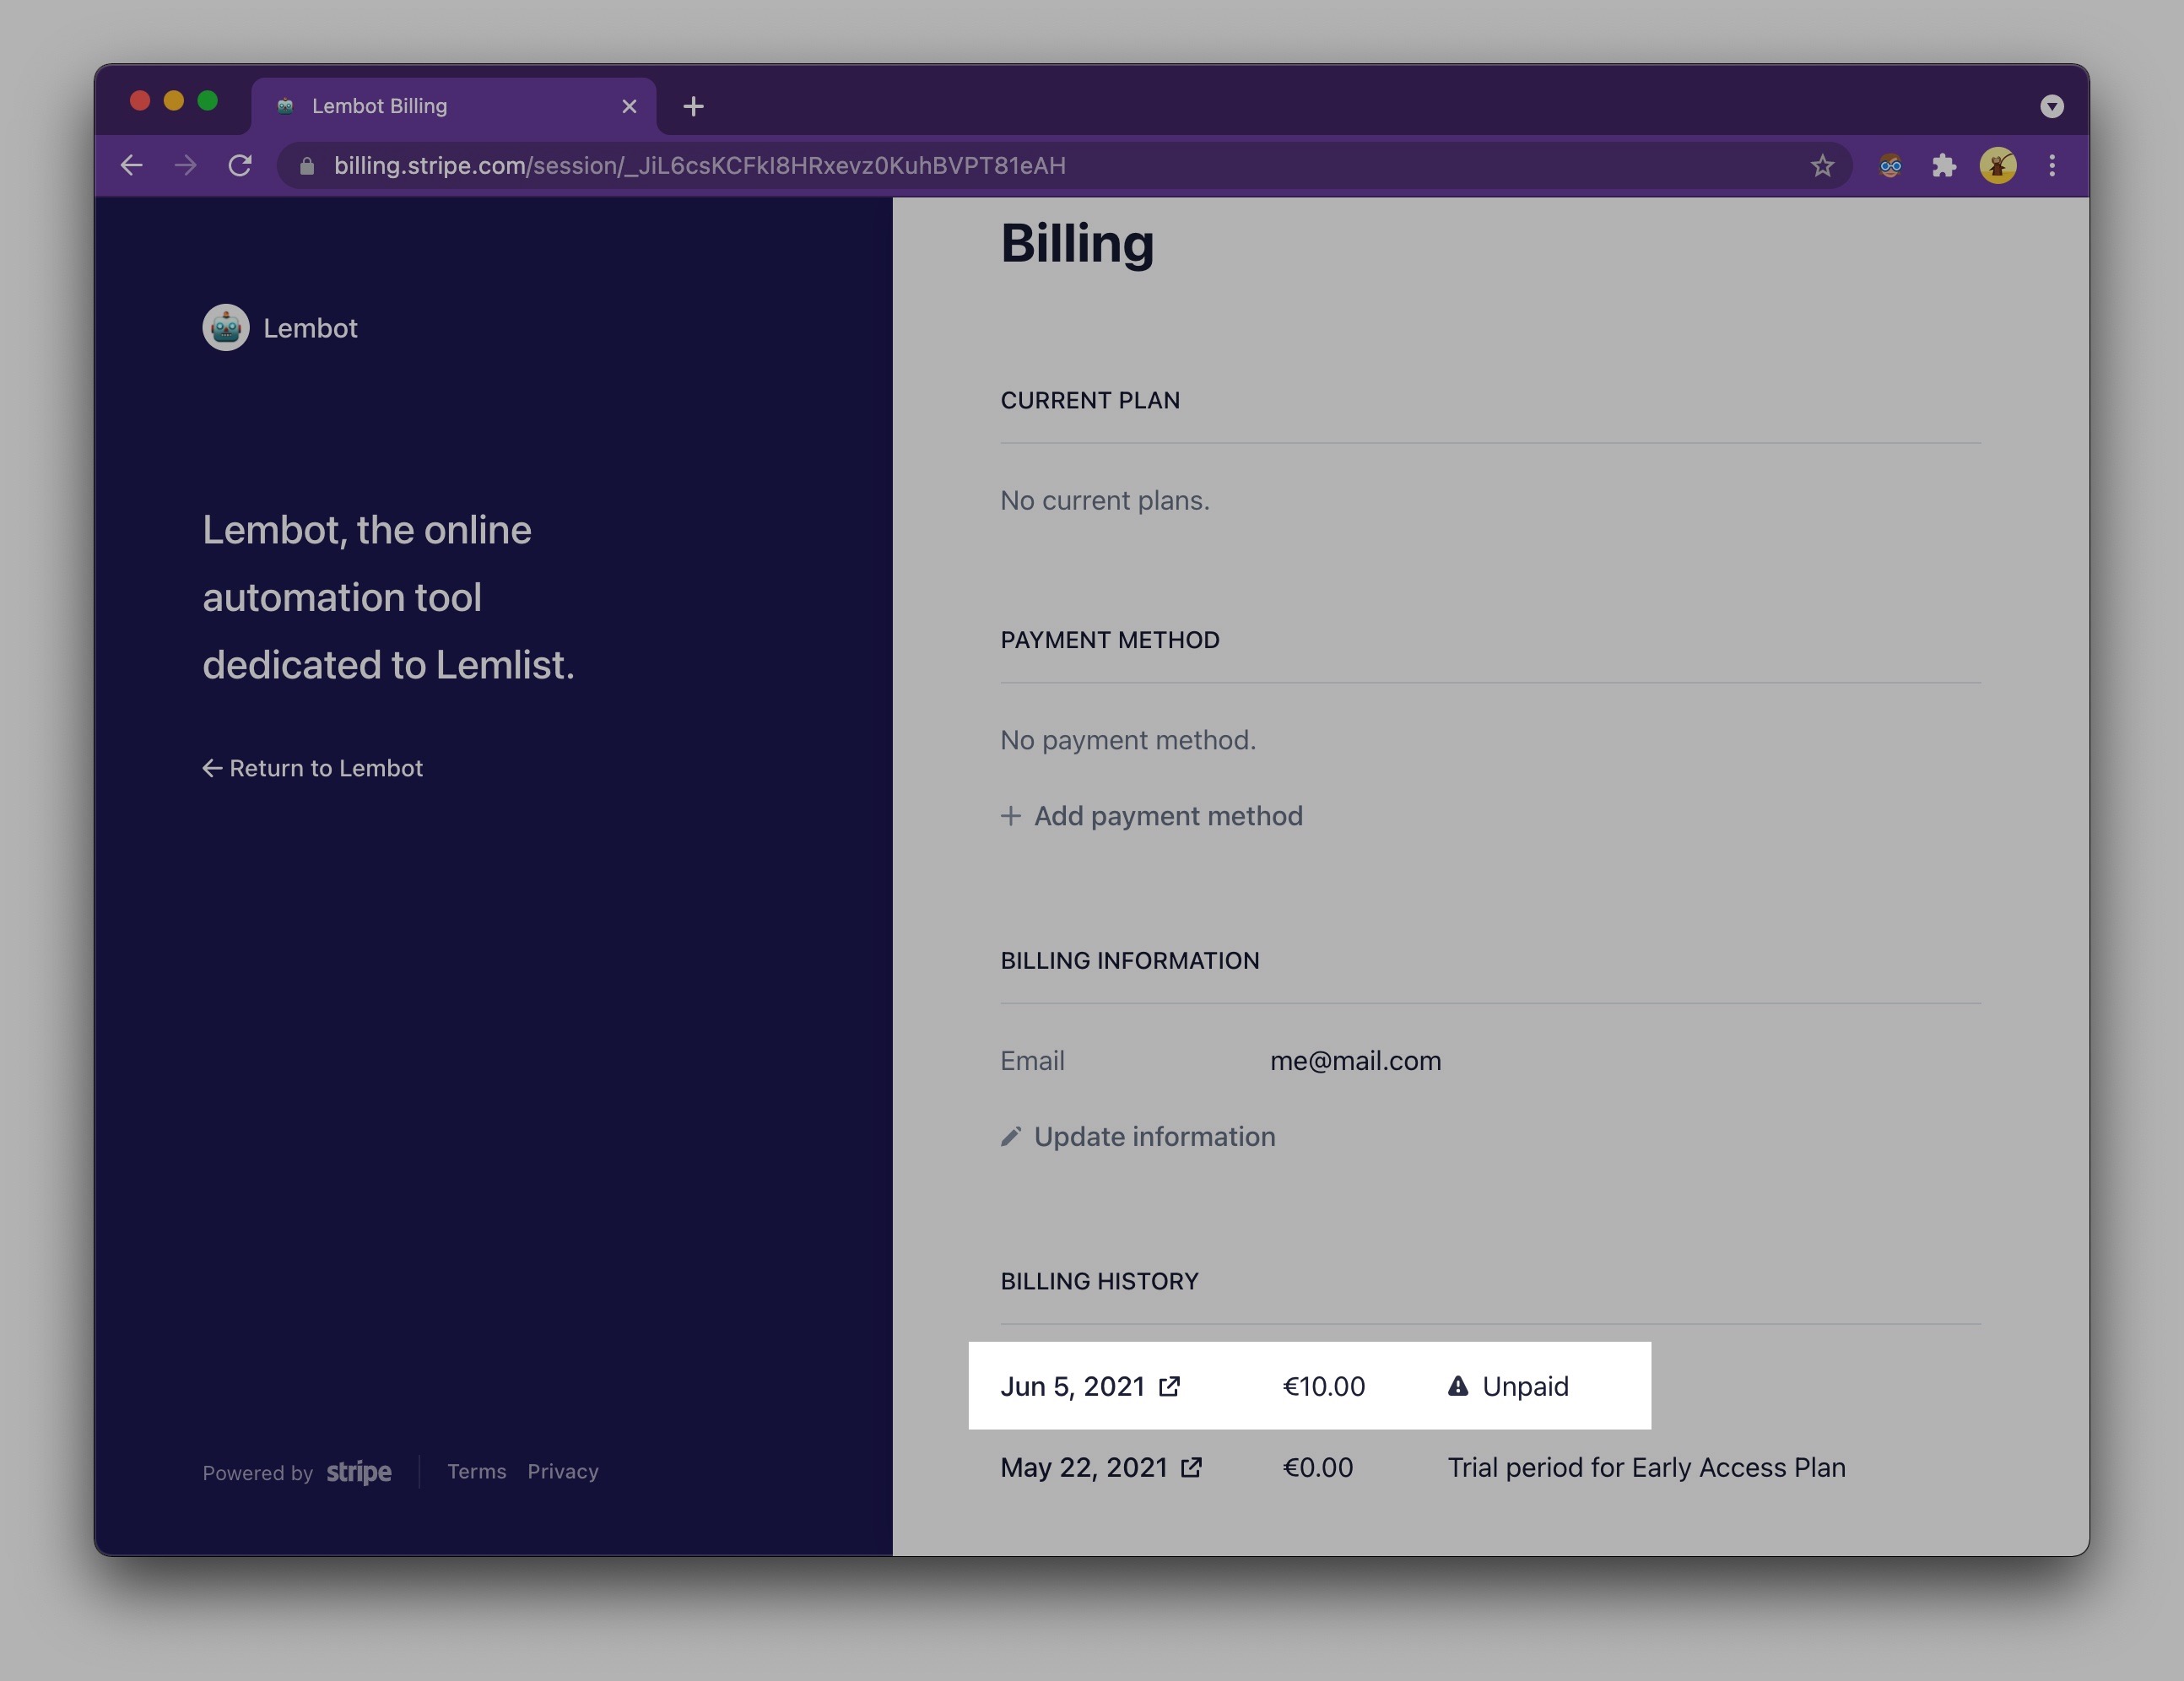 Lembot Billing
billing.stripe.com/session/_JiL6csKCFkI8HRxevz0KuhBVPT81eAH
Lembot
Lembot, the online
automation tool
dedicated to Lemlist.
Return to Lembot
Powered by stripe Terms Privacy
Billing
CURRENT PLAN
No current plans.
PAYMENT METHOD
No payment method.
Add payment method
BILLING INFORMATION
Email me@mail.com
Update information
BILLING HISTORY
Jun 5, 2021 €10.00 Unpaid
May 22, 2021 €0.00 Trial period for Early Access Plan